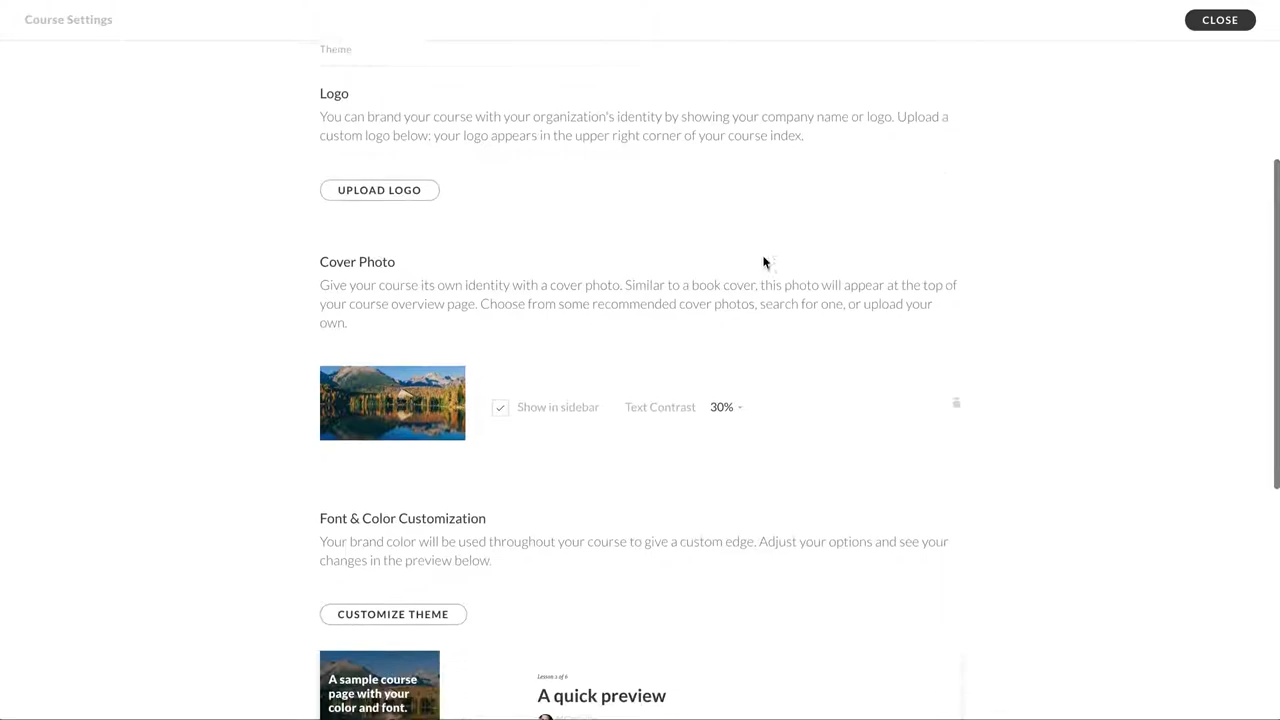 Course Settings
CLOSE
Theme
Logo
You can brand your course with your organization's identity by showing your company name or logo. Upload a
custom logo below; your logo appears in the upper right corner of your course index.
UPLOAD LOGO
Cover Photo
Give your course its own identity with a cover photo. Similar to a book cover, this photo will appear at the top of
your course overview page. Choose from some recommended cover photos, search for one, or upload your
own.
Show in sidebar
Text Contrast
30%
Font & Color Customization
Your brand color will be used throughout your course to give a custom edge. Adjust your options and see your
changes in the preview below.
CUSTOMIZE THEME
A sample course
page with your
color and font.
Lesson 2 of 6
A quick preview